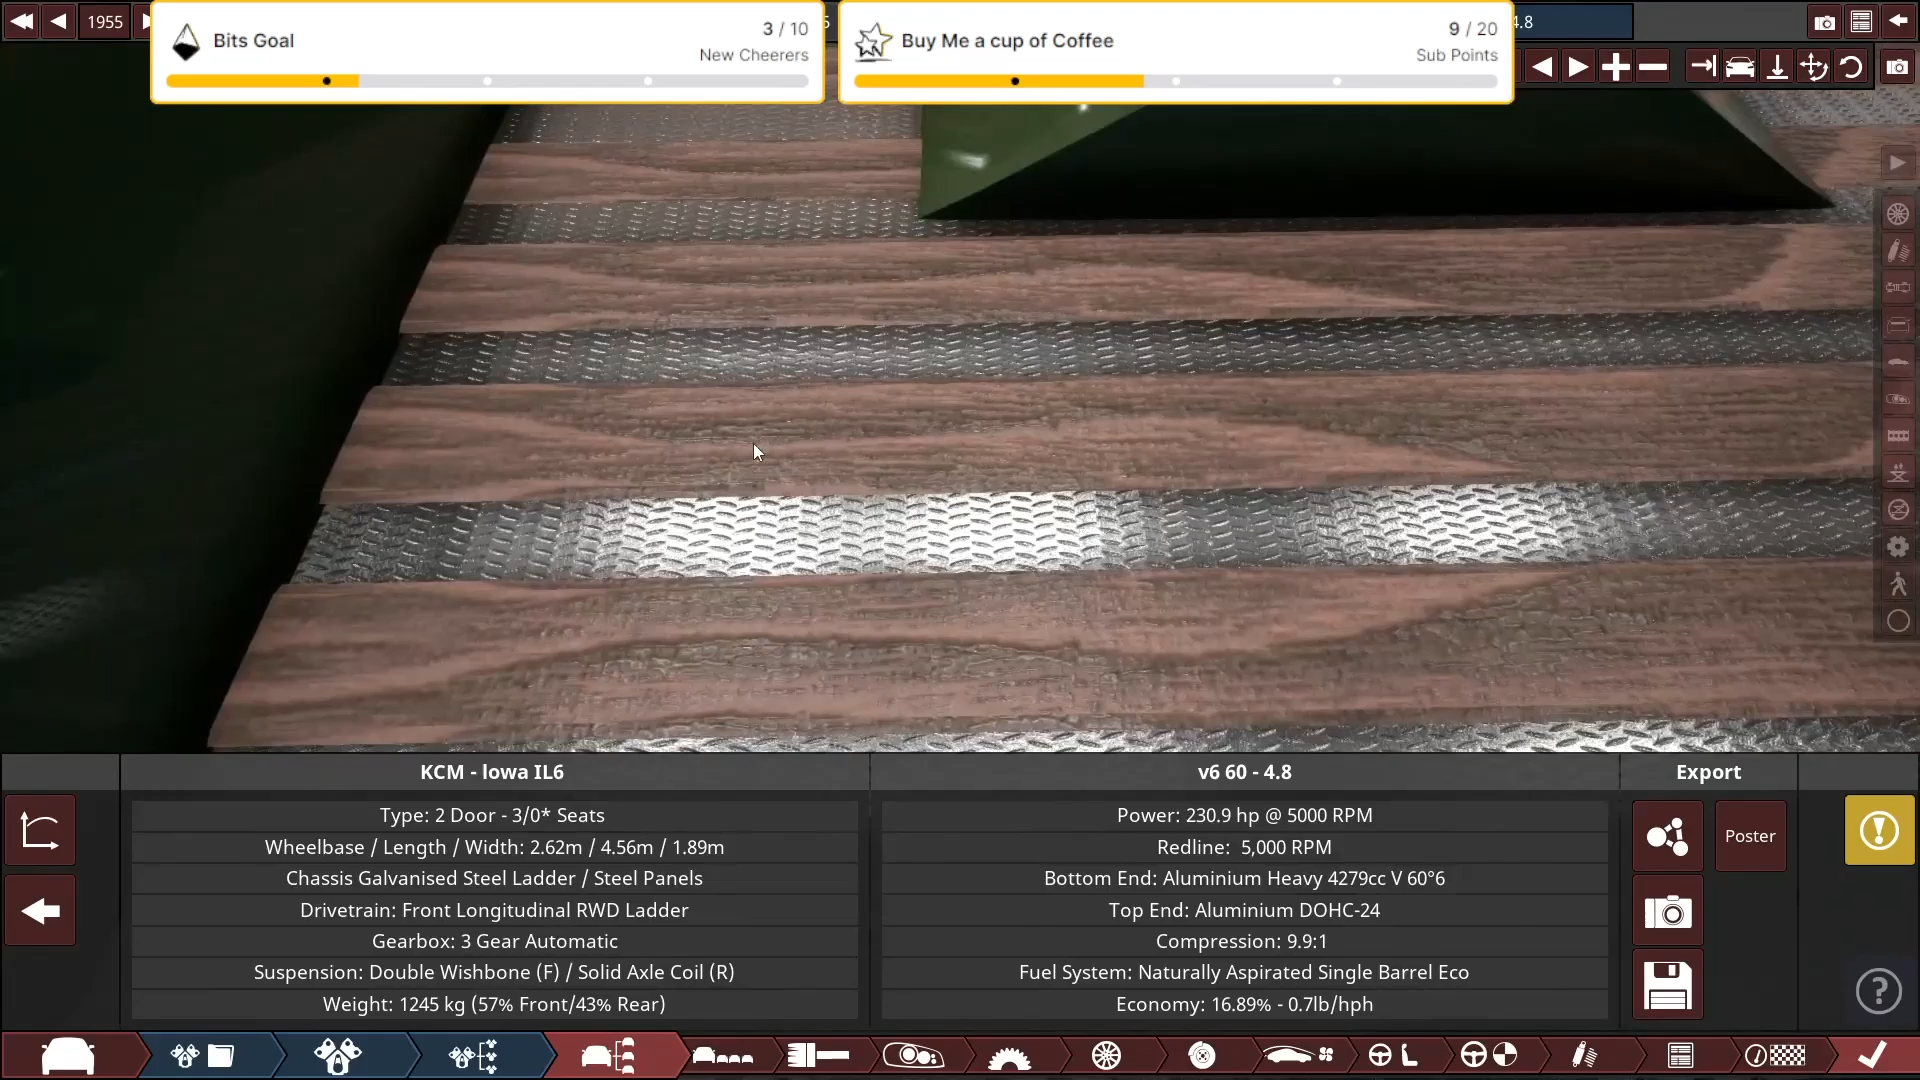 1955
Bits Goal
3 / 10
New Cheerers
5
Buy Me a cup of Coffee
9 / 20
Sub Points
4.8
KCM - lowa IL6
Type: 2 Door - 3/0* Seats
Wheelbase / Length / Width: 2.62m / 4.56m / 1.89m
Chassis Galvanised Steel Ladder / Steel Panels
Drivetrain: Front Longitudinal RWD Ladder
Gearbox: 3 Gear Automatic
Suspension: Double Wishbone (F) / Solid Axle Coil (R)
Weight: 1245 kg (57% Front/43% Rear)
v6 60 - 4.8
Power: 230.9 hp @ 5000 RPM
Redline: 5,000 RPM
Bottom End: Aluminium Heavy 4279cc V 60°6
Top End: Aluminium DOHC-24
Compression: 9.9:1
Fuel System: Naturally Aspirated Single Barrel Eco
Economy: 16.89% - 0.7lb/hph
Export
Poster